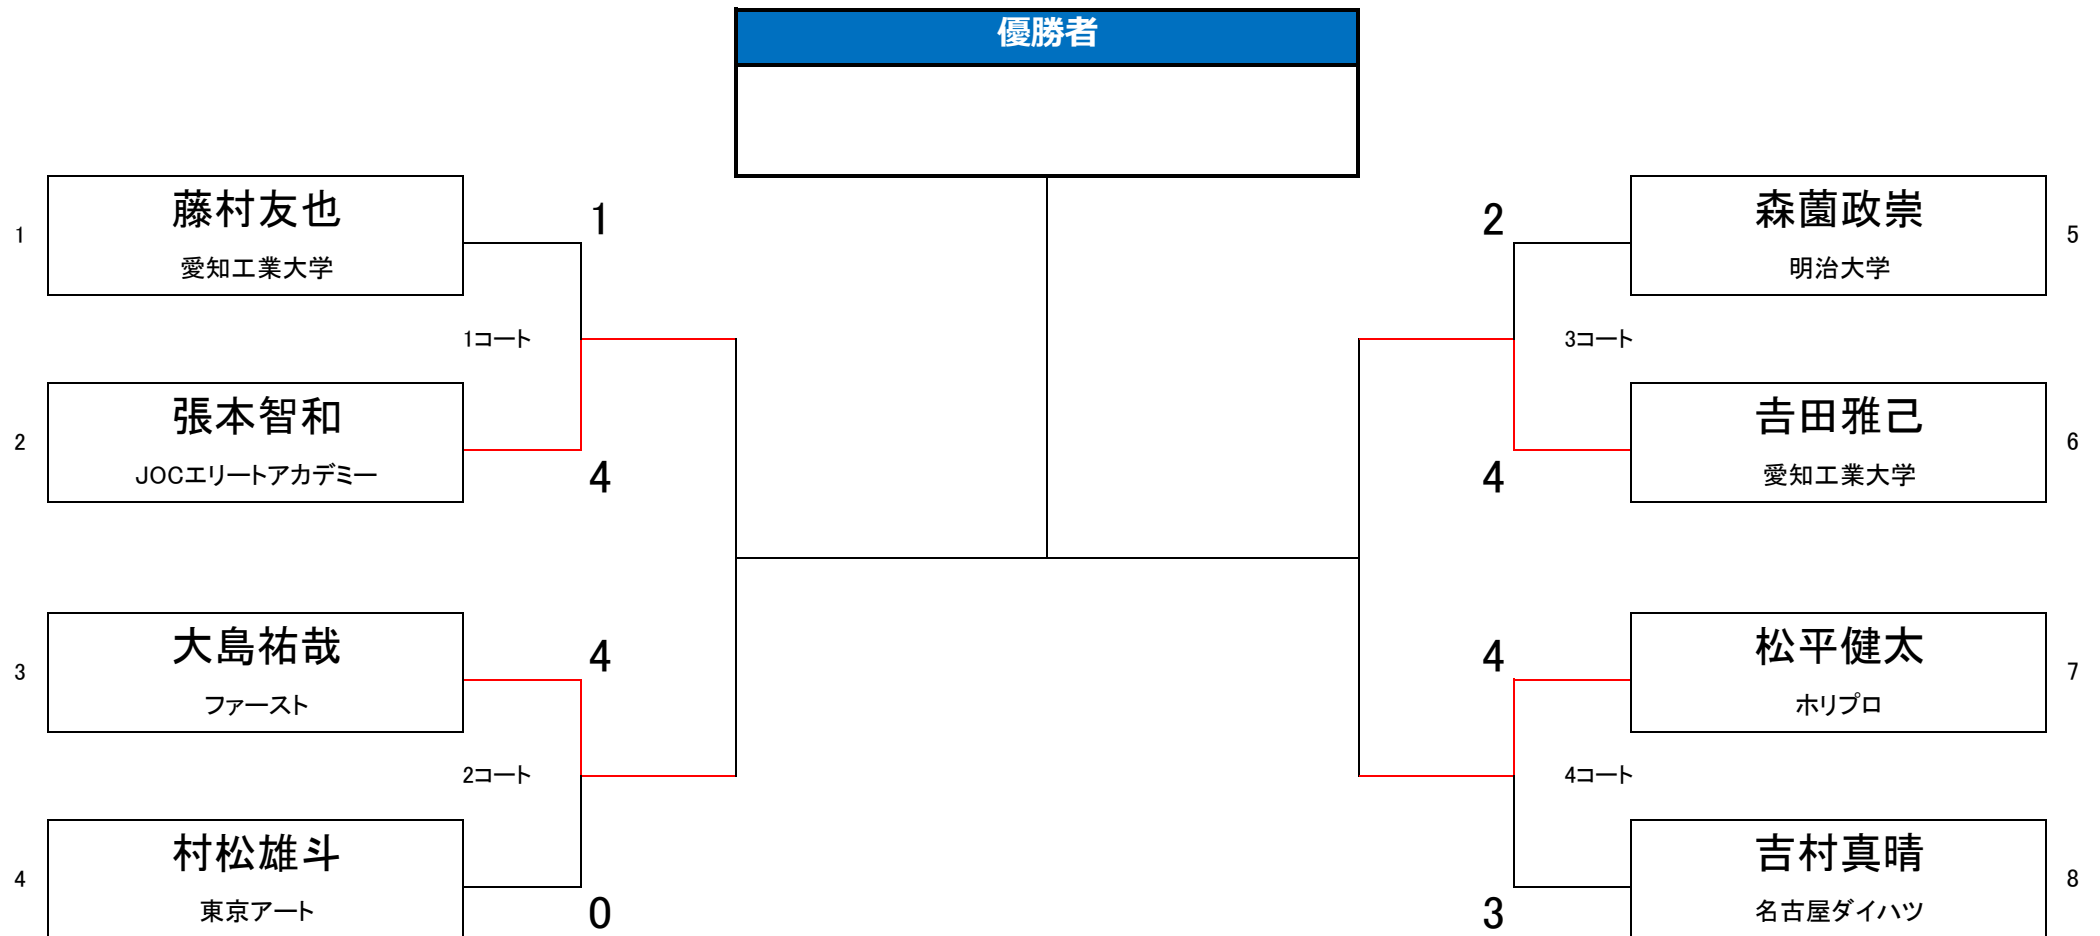 優勝者
1
藤村友也
愛知工業大学
1
1コート
2
張本智和
JOCエリートアカデミー
4
3
大島祐哉
ファースト
4
2コート
4
村松雄斗
東京アート
0
2
森薗政崇
明治大学
5
3コート
4
吉田雅己
愛知工業大学
6
4
松平健太
ホリプロ
7
4コート
3
吉村真晴
名古屋ダイハツ
8